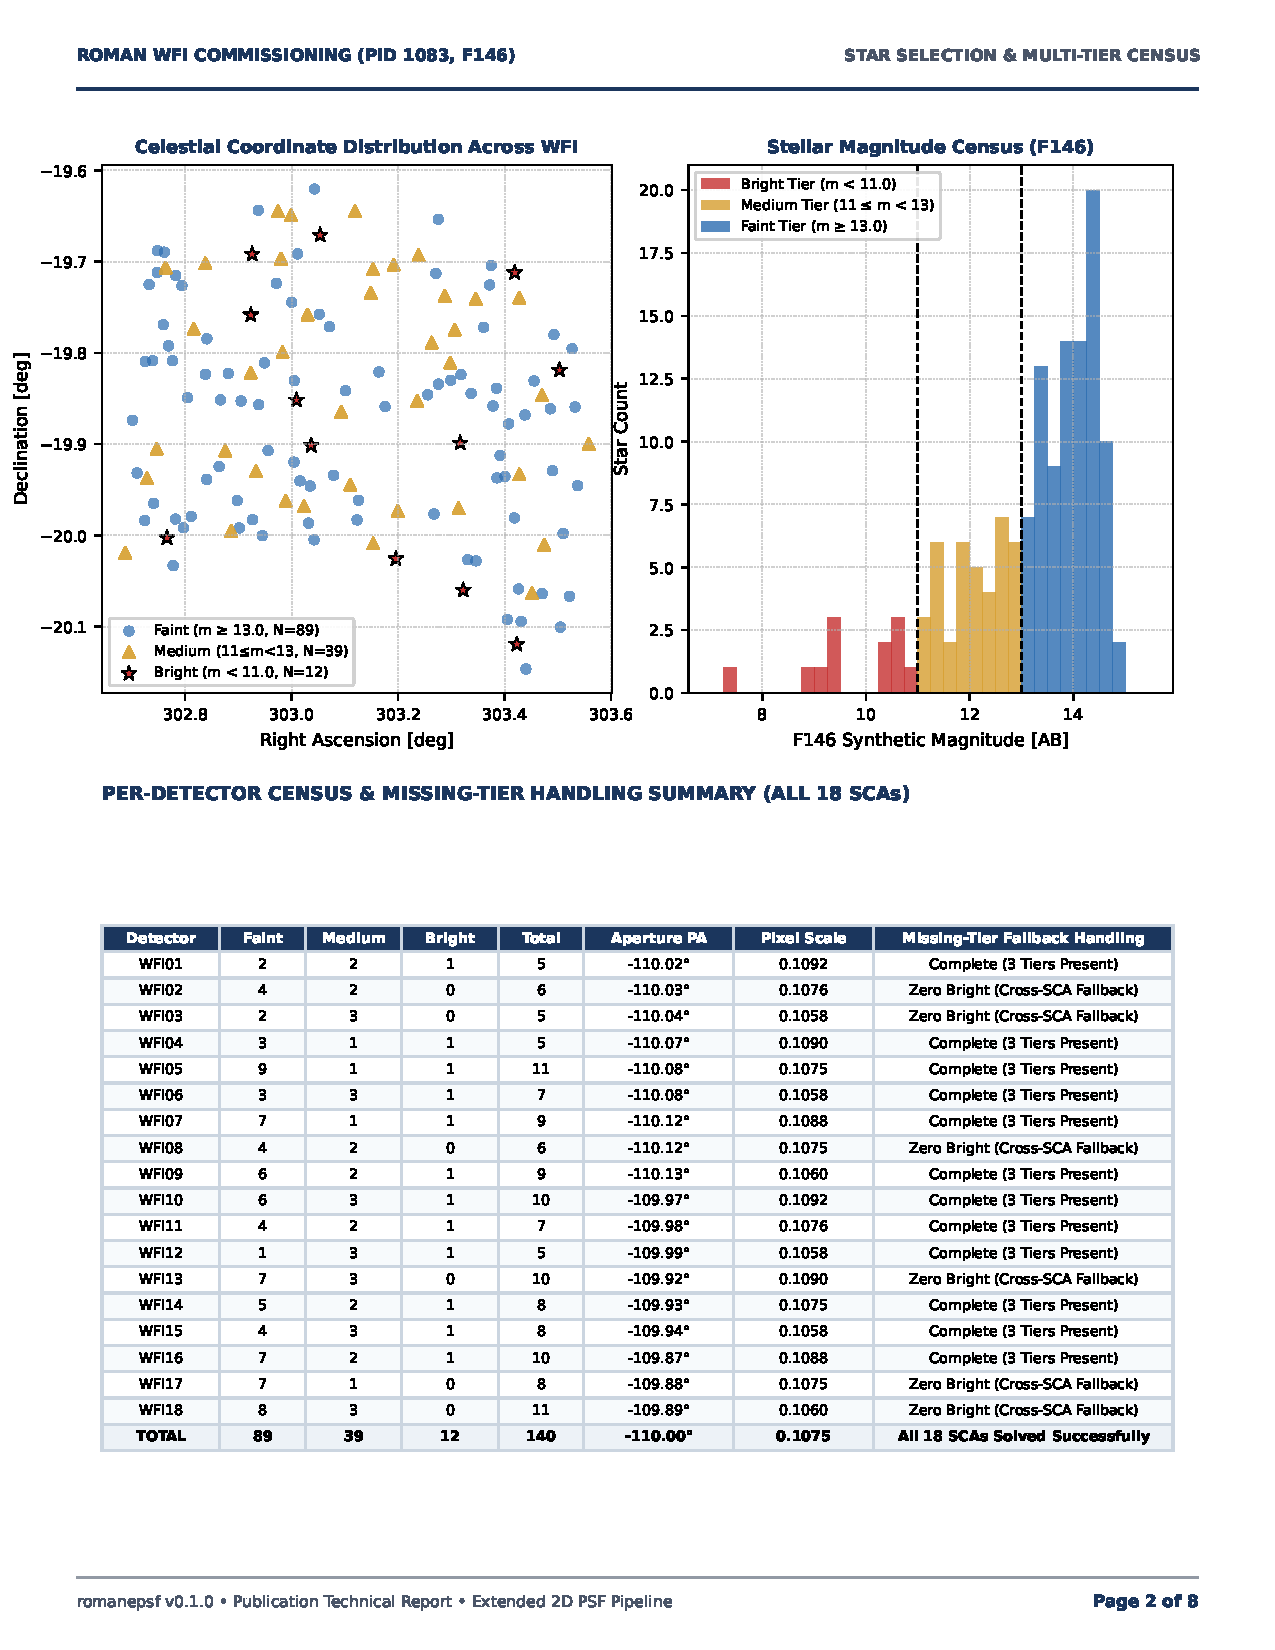 ROMAN WFI COMMISSIONING (PID 1083, F146)
STAR SELECTION & MULTI-TIER CENSUS
Celestial Coordinate Distribution Across WFI
−19.6
−19.7
−19.8
−19.9
−20.0
−20.1
Declination [deg]
Faint (m ≥ 13.0, N=89)
Medium (11≤m<13, N=39)
Bright (m < 11.0, N=12)
302.8 303.0 303.2 303.4 303.6
Right Ascension [deg]
Stellar Magnitude Census (F146)
Bright Tier (m < 11.0)
Medium Tier (11 ≤ m < 13)
Faint Tier (m ≥ 13.0)
20.0
17.5
15.0
12.5
10.0
7.5
5.0
2.5
0.0
Star Count
8 10 12 14
F146 Synthetic Magnitude [AB]
PER-DETECTOR CENSUS & MISSING-TIER HANDLING SUMMARY (ALL 18 SCAs)
Detector Faint Medium Bright Total Aperture PA Pixel Scale Missing-Tier Fallback Handling
WFI01 2 2 1 5 -110.02° 0.1092 Complete (3 Tiers Present)
WFI02 4 2 0 6 -110.03° 0.1076 Zero Bright (Cross-SCA Fallback)
WFI03 2 3 0 5 -110.04° 0.1058 Zero Bright (Cross-SCA Fallback)
WFI04 3 1 1 5 -110.07° 0.1090 Complete (3 Tiers Present)
WFI05 9 1 1 11 -110.08° 0.1075 Complete (3 Tiers Present)
WFI06 3 3 1 7 -110.08° 0.1058 Complete (3 Tiers Present)
WFI07 7 1 1 9 -110.12° 0.1088 Complete (3 Tiers Present)
WFI08 4 2 0 6 -110.12° 0.1075 Zero Bright (Cross-SCA Fallback)
WFI09 6 2 1 9 -110.13° 0.1060 Complete (3 Tiers Present)
WFI10 6 3 1 10 -109.97° 0.1092 Complete (3 Tiers Present)
WFI11 4 2 1 7 -109.98° 0.1076 Complete (3 Tiers Present)
WFI12 1 3 1 5 -109.99° 0.1058 Complete (3 Tiers Present)
WFI13 7 3 0 10 -109.92° 0.1090 Zero Bright (Cross-SCA Fallback)
WFI14 5 2 1 8 -109.93° 0.1075 Complete (3 Tiers Present)
WFI15 4 3 1 8 -109.94° 0.1058 Complete (3 Tiers Present)
WFI16 7 2 1 10 -109.87° 0.1088 Complete (3 Tiers Present)
WFI17 7 1 0 8 -109.88° 0.1075 Zero Bright (Cross-SCA Fallback)
WFI18 8 3 0 11 -109.89° 0.1060 Zero Bright (Cross-SCA Fallback)
TOTAL 89 39 12 140 -110.00° 0.1075 All 18 SCAs Solved Successfully
romanepsf v0.1.0 • Publication Technical Report • Extended 2D PSF Pipeline
Page 2 of 8